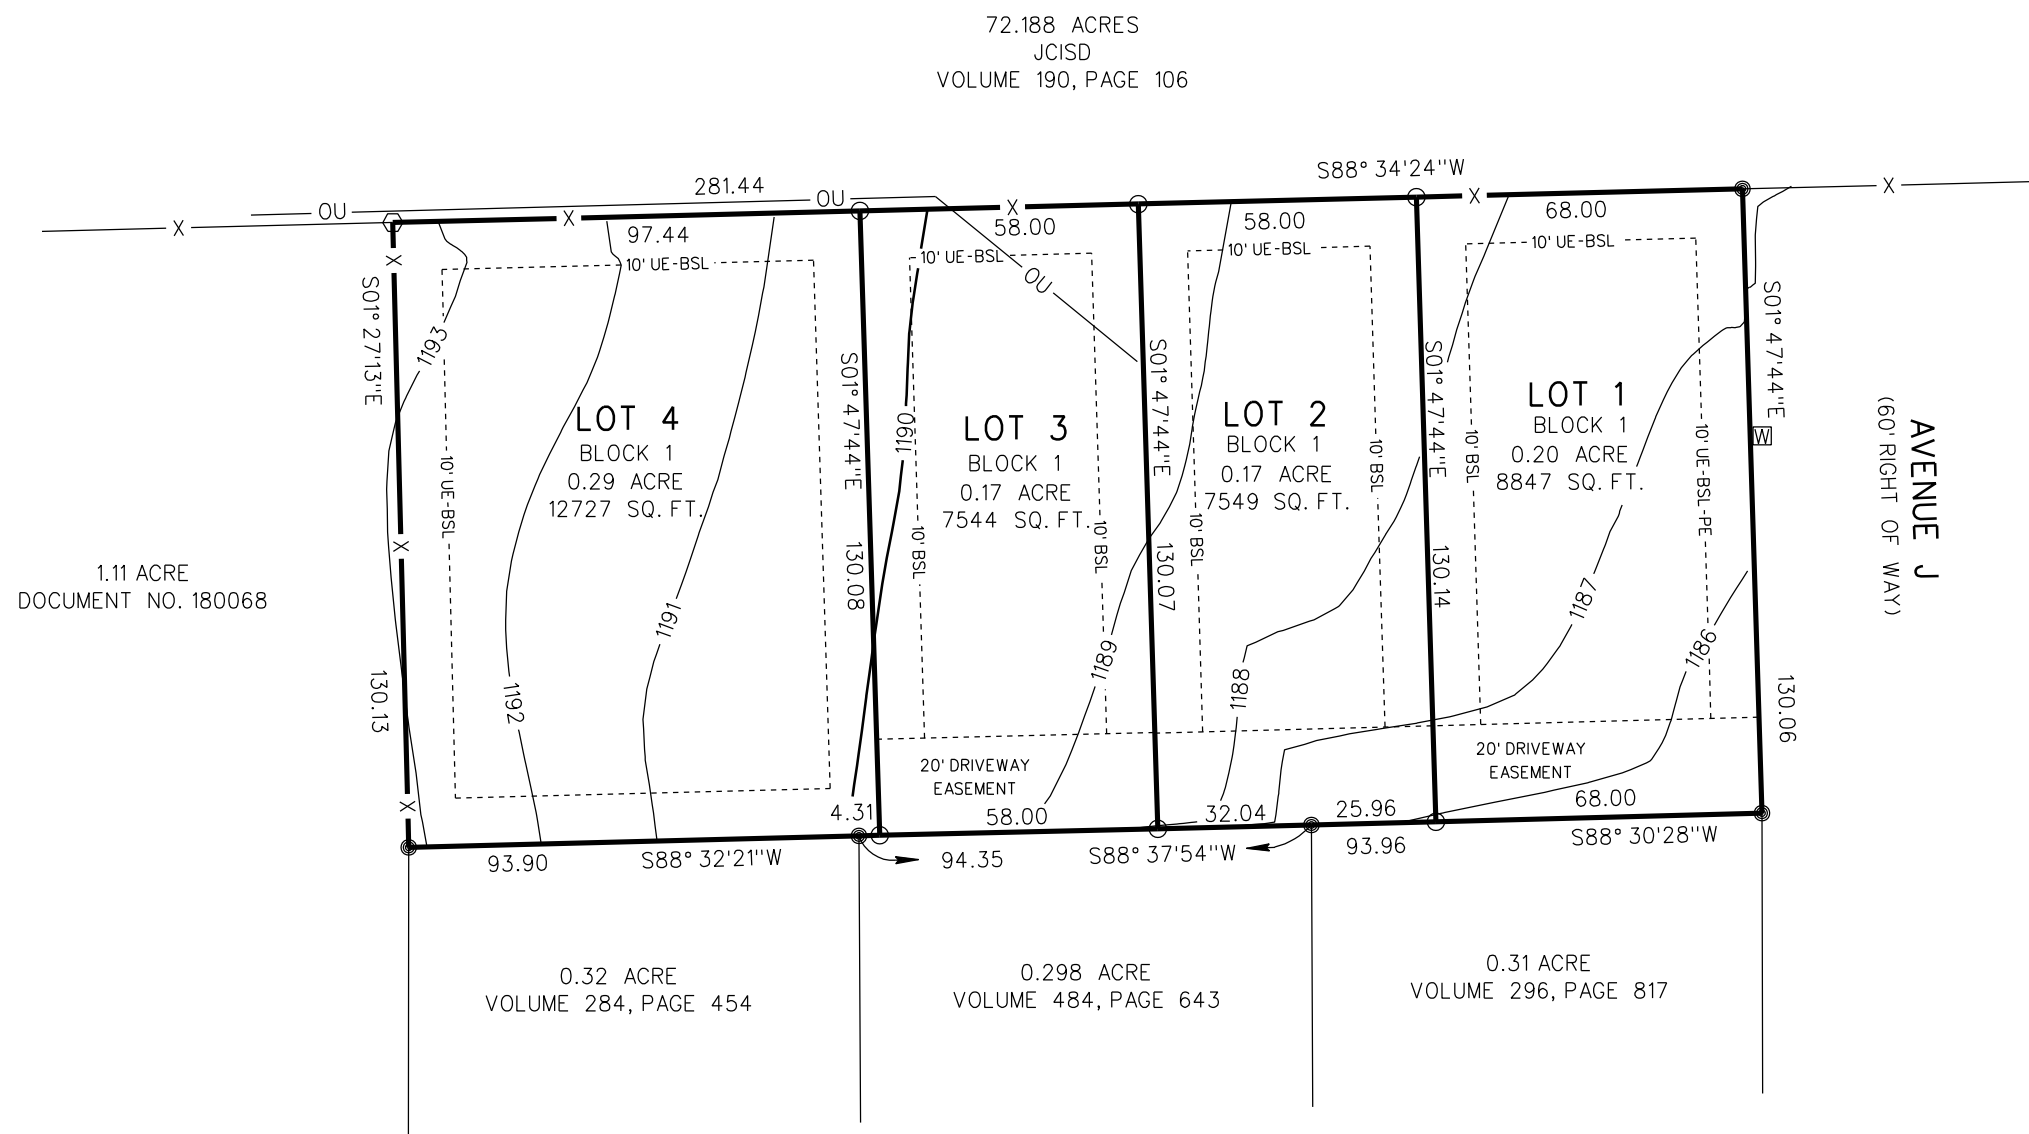 72.188 ACRES
JCISD
VOLUME 190, PAGE 106
S88° 34'24"W
281.44
OU
OU
X
X
X
X
X
97.44
58.00
58.00
68.00
10' UE-BSL
10' UE-BSL
10' UE-BSL
10' UE-BSL
OU
X
X
X
S01° 27'13"E
130.13
S01° 47'44"E
130.08
S01° 47'44"E
130.07
S01° 47'44"E
130.14
S01° 47'44"E
130.06
1193
1192
1191
1190
1189
1188
1187
1186
LOT 4
BLOCK 1
0.29 ACRE
12727 SQ. FT.
LOT 3
BLOCK 1
0.17 ACRE
7544 SQ. FT.
LOT 2
BLOCK 1
0.17 ACRE
7549 SQ. FT.
LOT 1
BLOCK 1
0.20 ACRE
8847 SQ. FT.
10' UE-BSL
10' BSL
10' BSL
10' BSL
10' BSL
10' BSL
10' UE-BSL-PE
W
AVENUE J
(60' RIGHT OF WAY)
1.11 ACRE
DOCUMENT NO. 180068
20' DRIVEWAY
EASEMENT
20' DRIVEWAY
EASEMENT
4.31
58.00
32.04
25.96
68.00
93.90
S88° 32'21"W
94.35
S88° 37'54"W
93.96
S88° 30'28"W
0.32 ACRE
VOLUME 284, PAGE 454
0.298 ACRE
VOLUME 484, PAGE 643
0.31 ACRE
VOLUME 296, PAGE 817